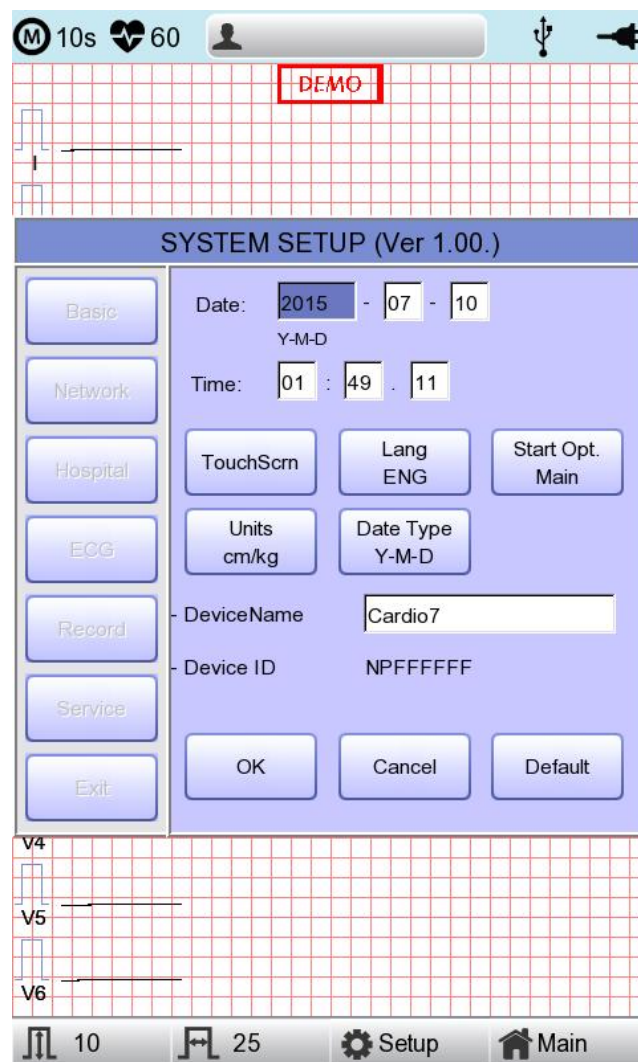 M 10s 60
DEMO
I
SYSTEM SETUP (Ver 1.00.)
Basic
Network
Hospital
ECG
Record
Service
Exit
Date: 2015 - 07 - 10
Y-M-D
Time: 01 : 49 . 11
TouchScrn
Lang
ENG
Start Opt.
Main
Units
cm/kg
Date Type
Y-M-D
- DeviceName Cardio7
- Device ID NPFFFFFF
OK Cancel Default
V4
V5
V6
10 25 Setup Main